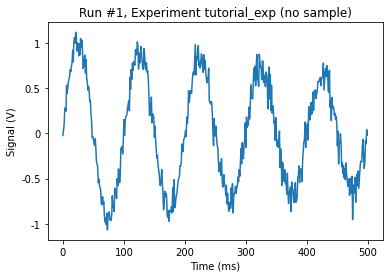 Run #1, Experiment tutorial_exp (no sample)
Signal (V)
1
0.5
0
-0.5
-1
0 100 200 300 400 500
Time (ms)